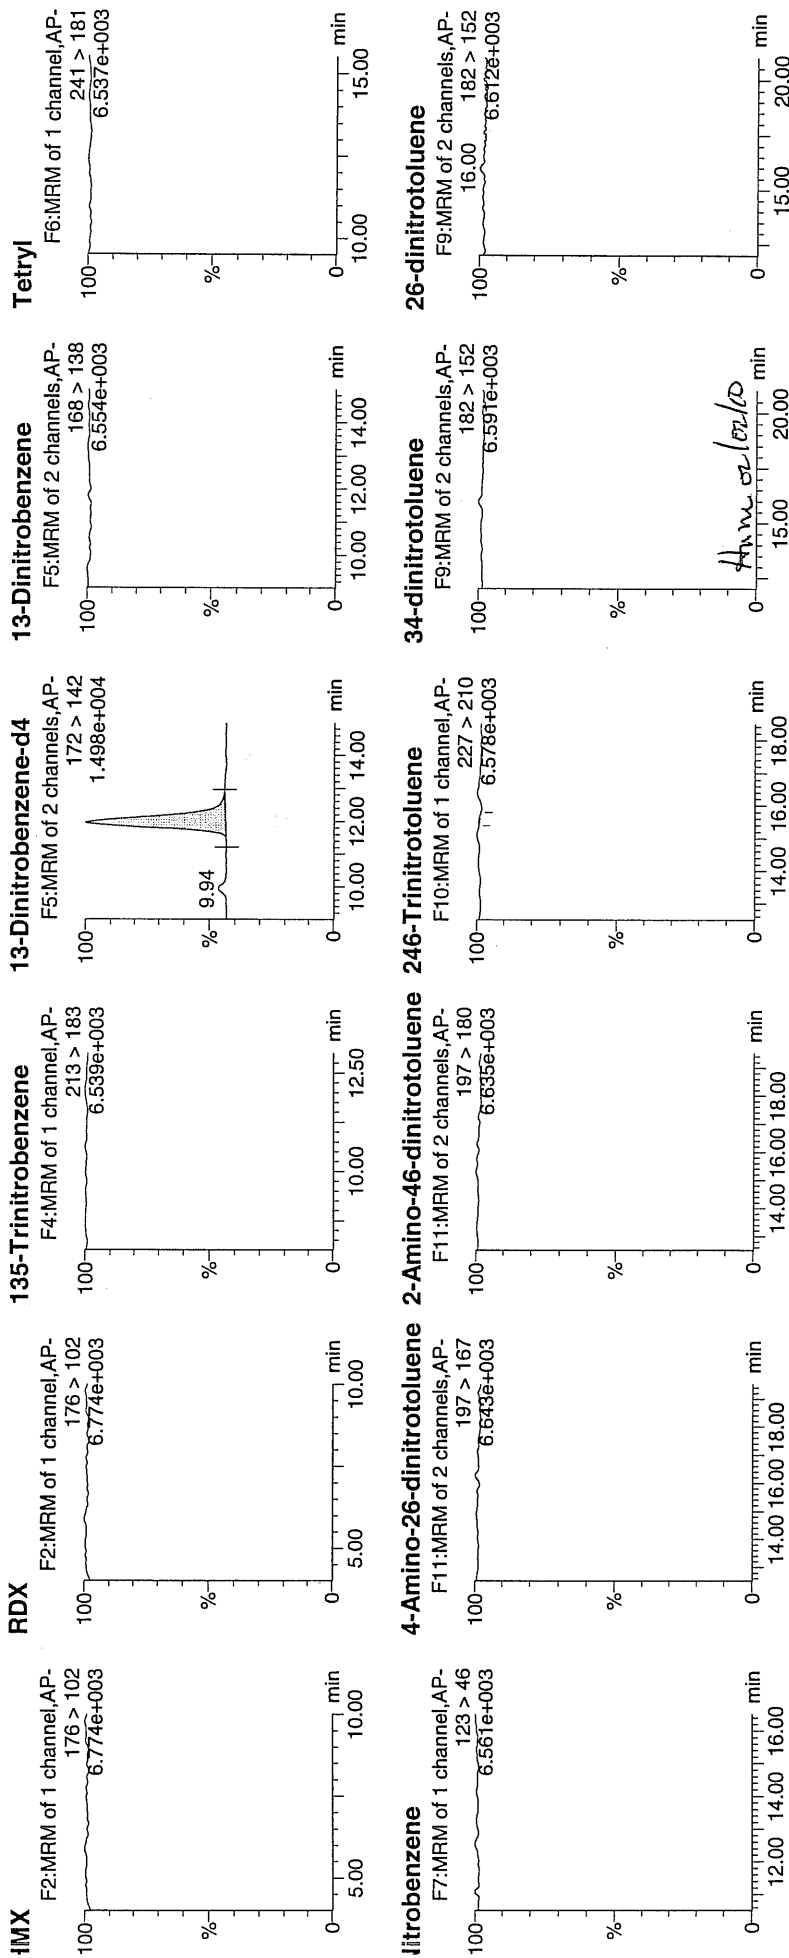 HMX
F2:MRM of 1 channel,AP-
176 > 102
6.774e+003
100
%
0
5.00
10.00
min
RDX
F2:MRM of 1 channel,AP-
176 > 102
6.774e+003
100
%
0
5.00
10.00
min
135-Trinitrobenzene
F4:MRM of 1 channel,AP-
213 > 183
6.539e+003
100
%
0
10.00
12.50
min
13-Dinitrobenzene-d4
F5:MRM of 2 channels,AP-
172 > 142
1.498e+004
100
9.94
%
0
10.00
12.00
14.00
min
13-Dinitrobenzene
F5:MRM of 2 channels,AP-
168 > 138
6.554e+003
100
%
0
10.00
12.00
14.00
min
Tetryl
F6:MRM of 1 channel,AP-
241 > 181
6.537e+003
100
%
0
10.00
15.00
min
Nitrobenzene
F7:MRM of 1 channel,AP-
123 > 46
6.561e+003
100
%
0
12.00
14.00
16.00
min
4-Amino-26-dinitrotoluene
F11:MRM of 2 channels,AP-
197 > 167
6.643e+003
100
%
0
14.00
16.00
18.00
min
2-Amino-46-dinitrotoluene
F11:MRM of 2 channels,AP-
197 > 180
6.635e+003
100
%
0
14.00
16.00
18.00
min
246-Trinitrotoluene
F10:MRM of 1 channel,AP-
227 > 210
6.578e+003
100
%
0
14.00
16.00
18.00
min
34-dinitrotoluene
F9:MRM of 2 channels,AP-
182 > 152
6.591e+003
100
%
0
15.00
20.00
min
26-dinitrotoluene
F9:MRM of 2 channels,AP-
182 > 152
16.00
6.612e+003
100
%
0
15.00
20.00
min